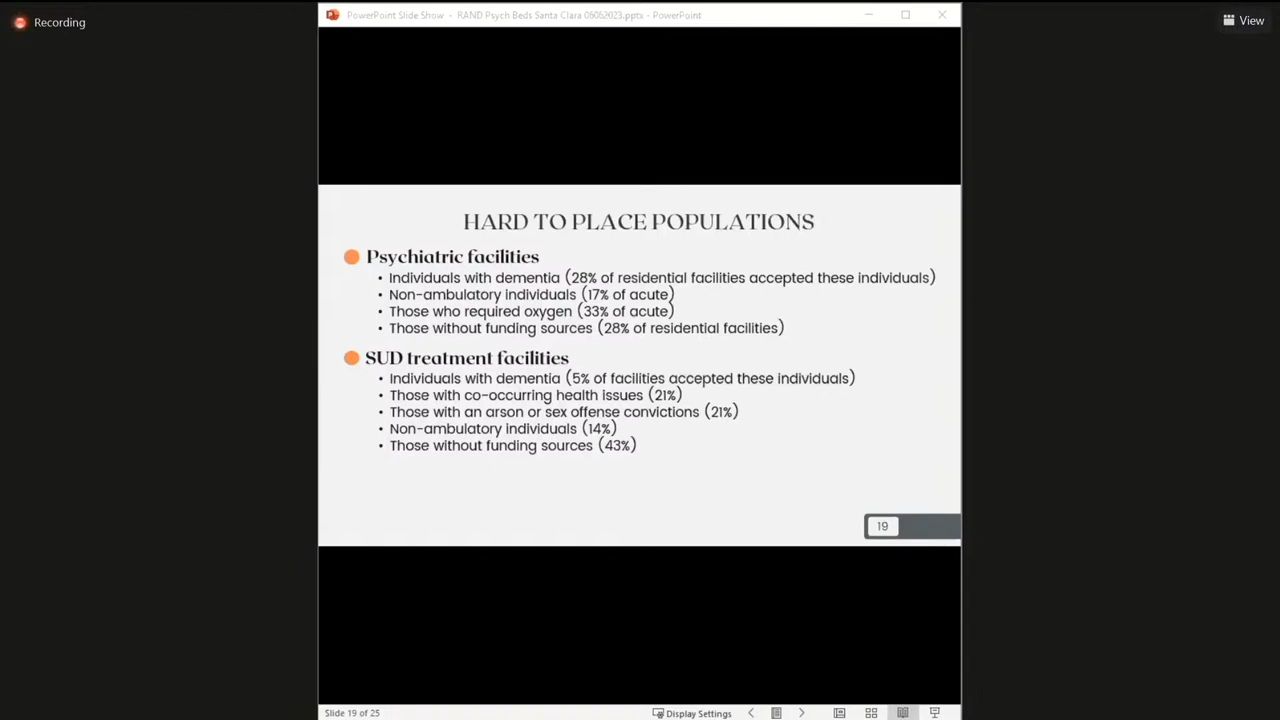 Recording
PowerPoint Slide Show - RAND Psych Beds Santa Clara 06062023.pptx - PowerPoint
View
HARD TO PLACE POPULATIONS
Psychiatric facilities
• Individuals with dementia (28% of residential facilities accepted these individuals)
• Non-ambulatory individuals (17% of acute)
• Those who required oxygen (33% of acute)
• Those without funding sources (28% of residential facilities)
SUD treatment facilities
• Individuals with dementia (5% of facilities accepted these individuals)
• Those with co-occurring health issues (21%)
• Those with an arson or sex offense convictions (21%)
• Non-ambulatory individuals (14%)
• Those without funding sources (43%)
19
Slide 19 of 25
Display Settings